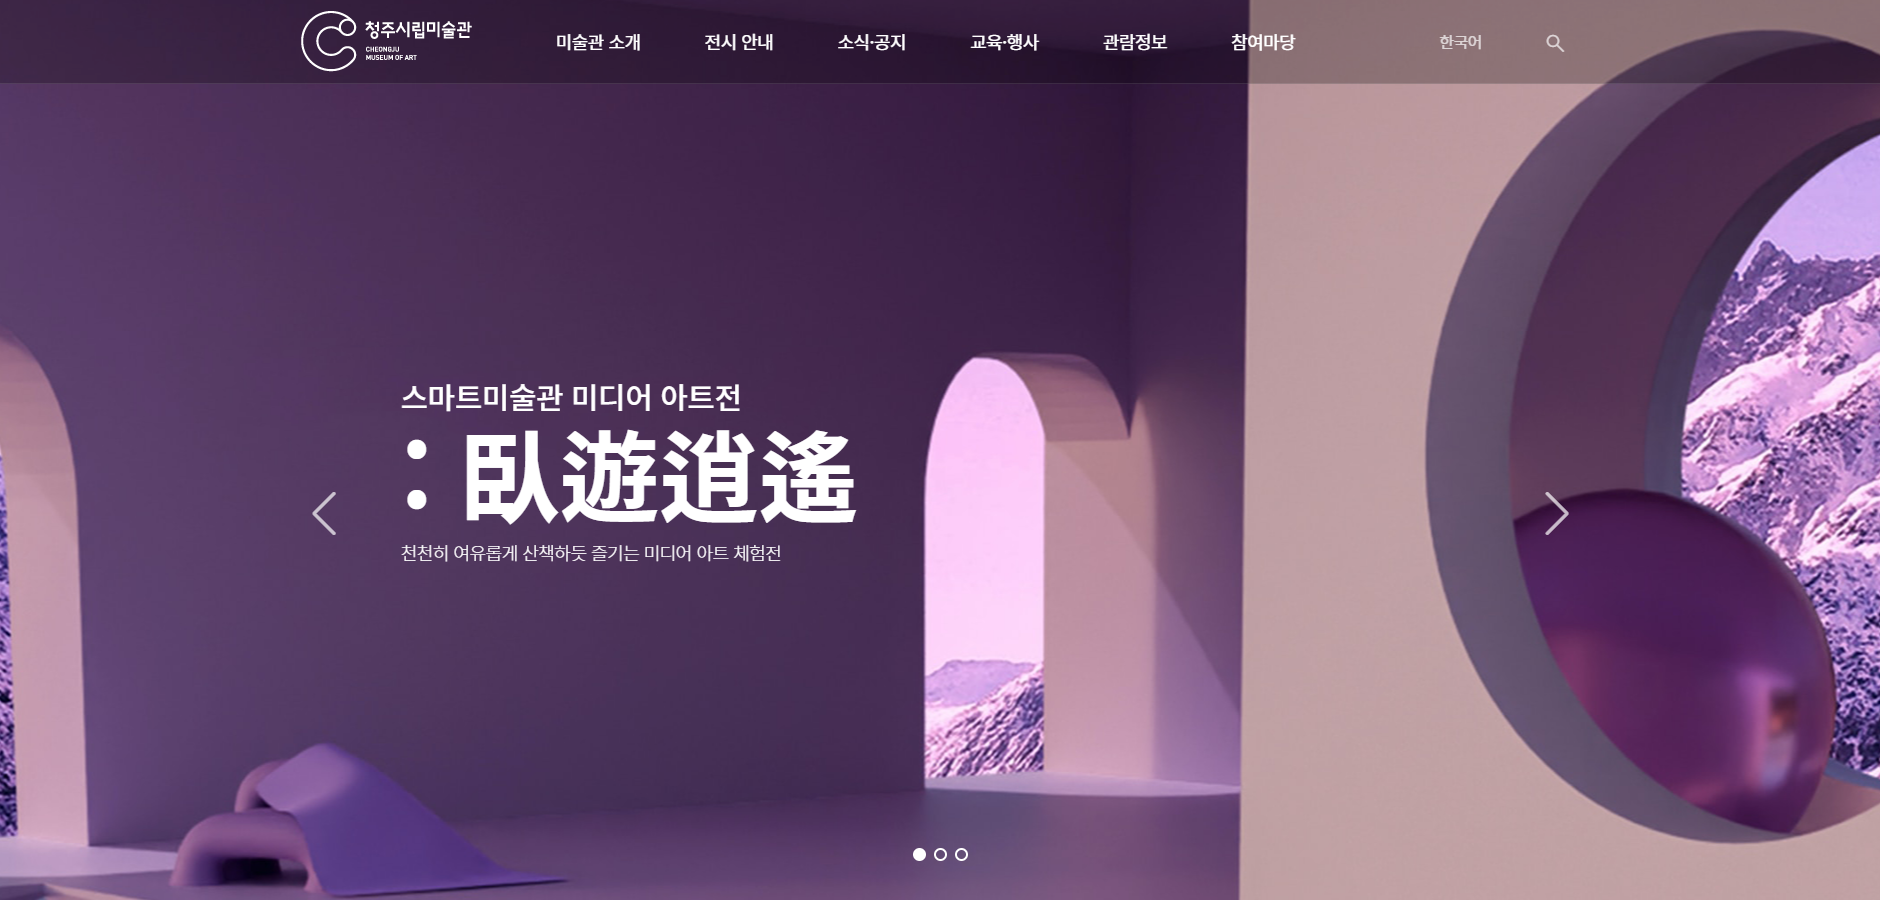 청주시립미술관
CHEONGJU
MUSEUM OF ART
미술관 소개
전시 안내
소식·공지
교육·행사
관람정보
참여마당
한국어
스마트미술관 미디어 아트전
: 臥遊逍遙
천천히 여유롭게 산책하듯 즐기는 미디어 아트 체험전